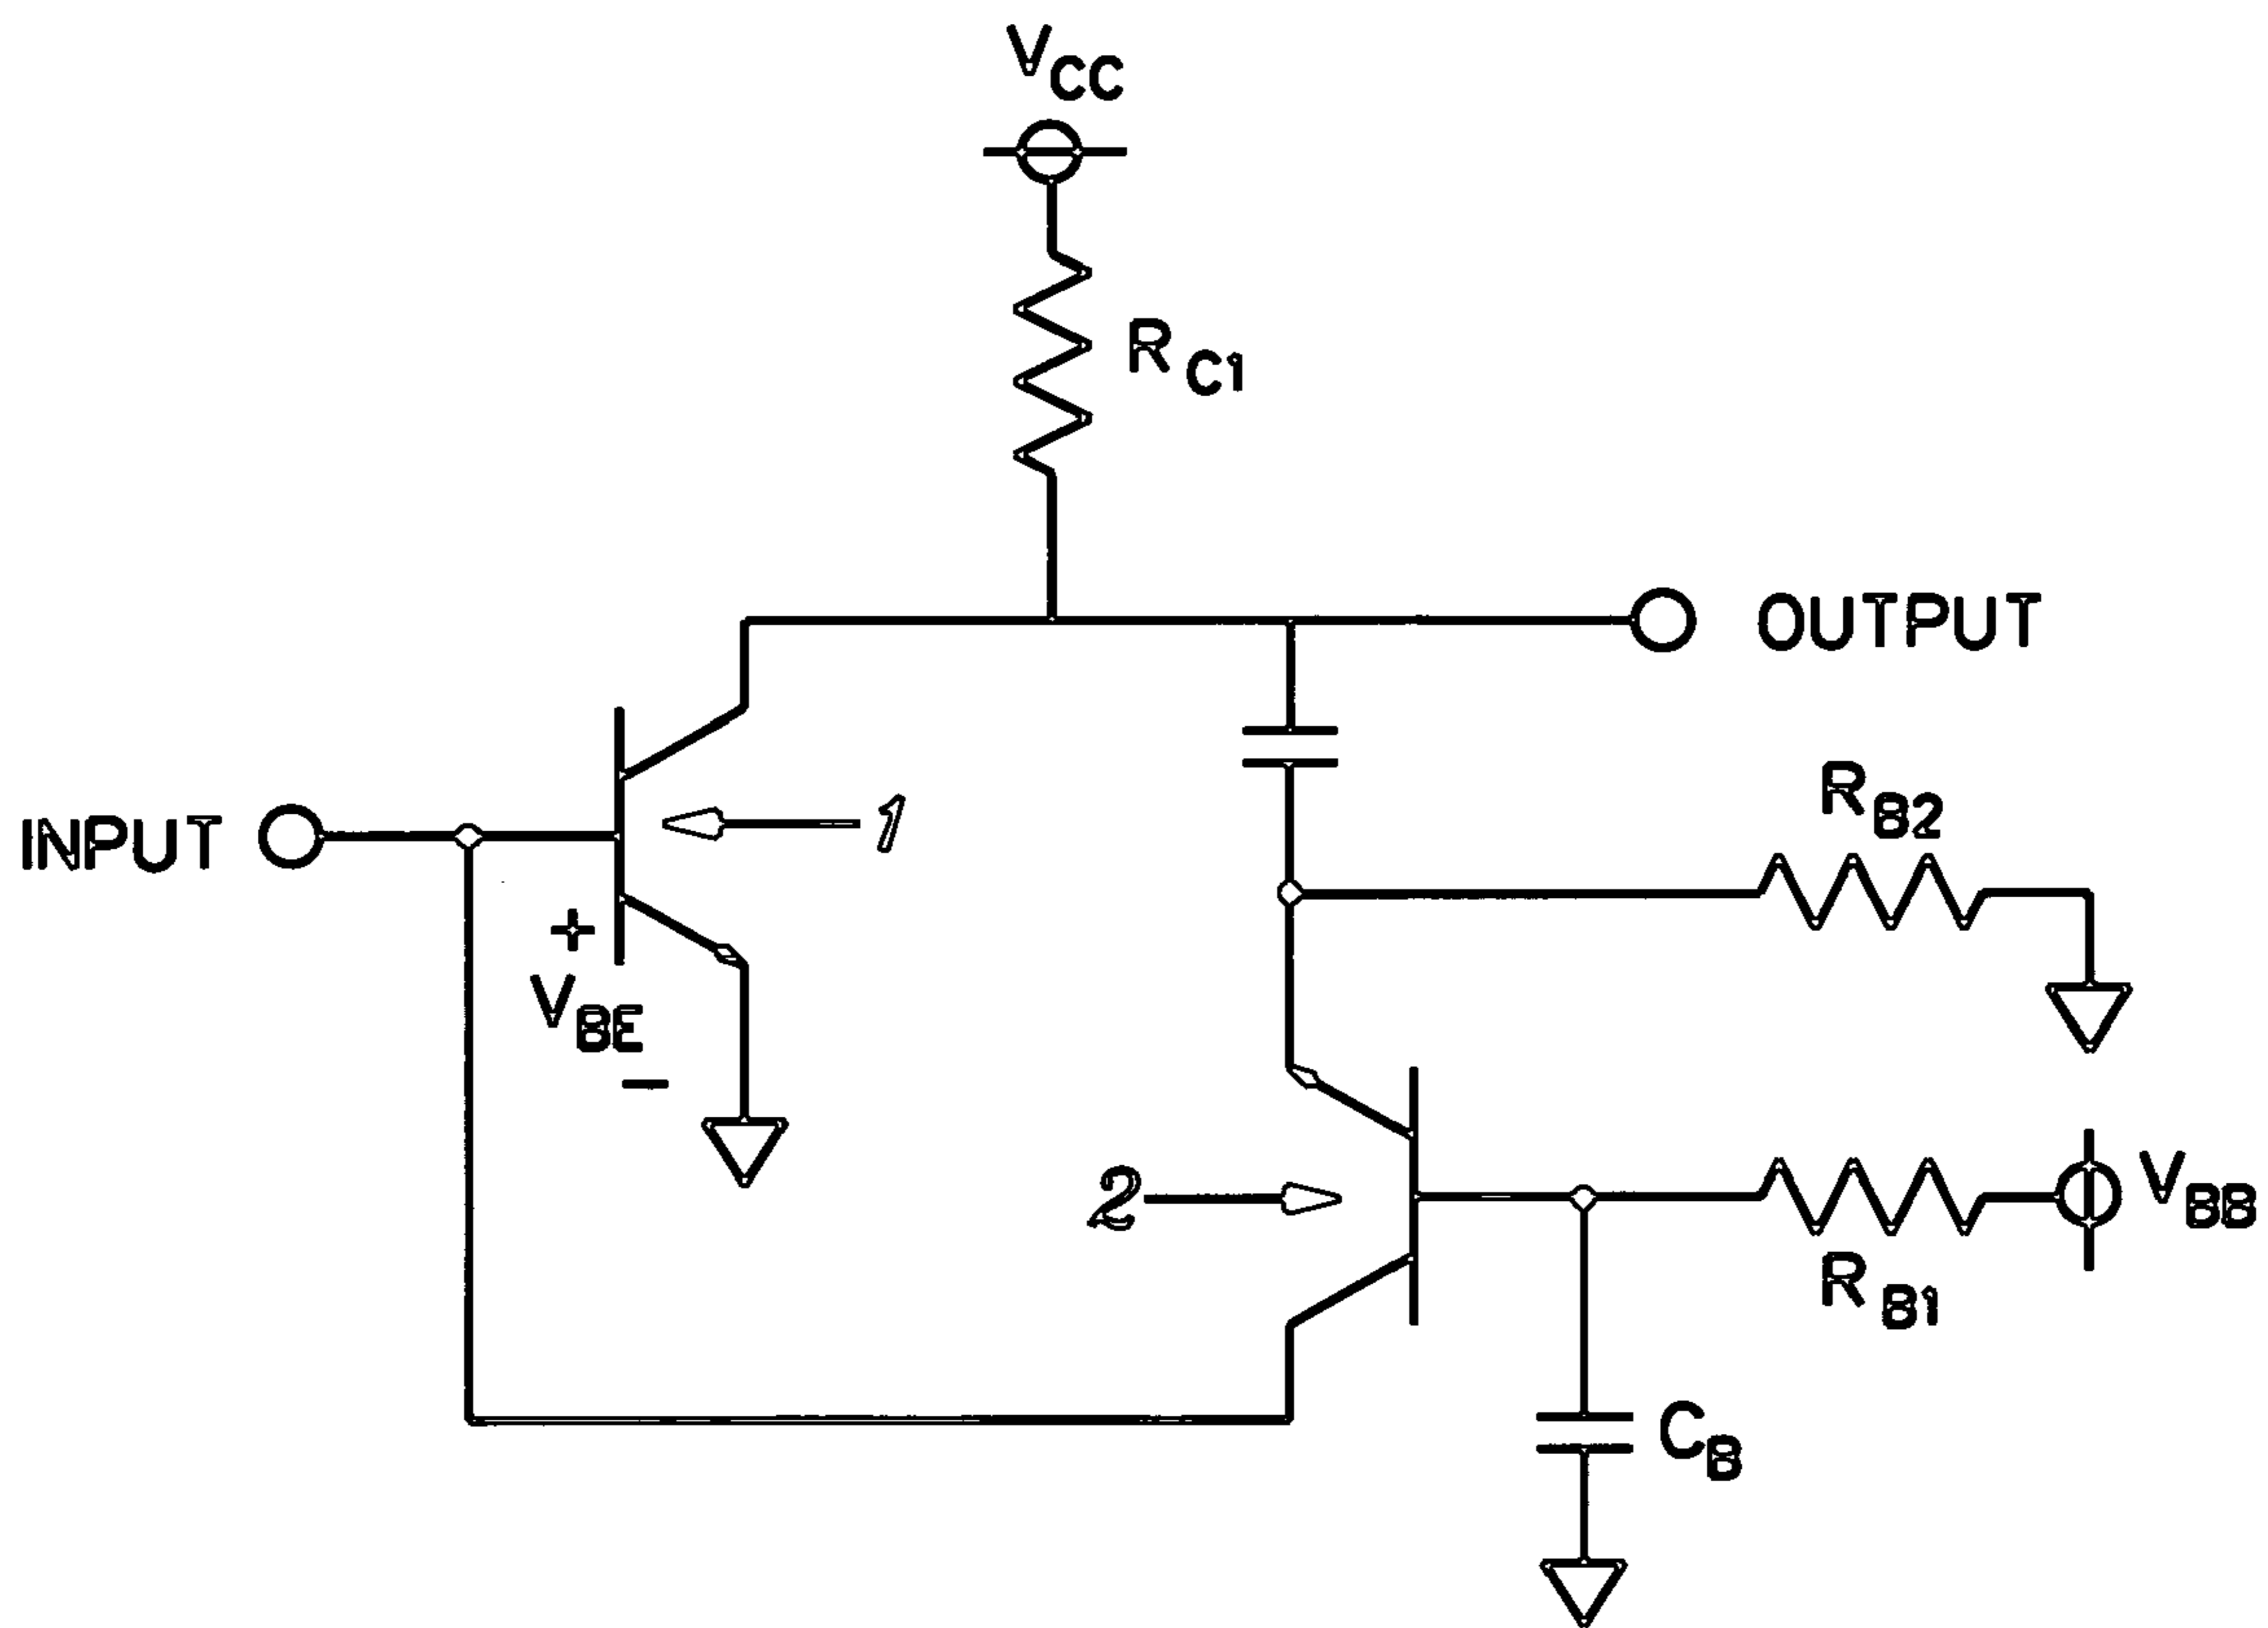 VCC
RC1
OUTPUT
INPUT
1
RB2
+
VBE
−
2
VBB
RB1
CB